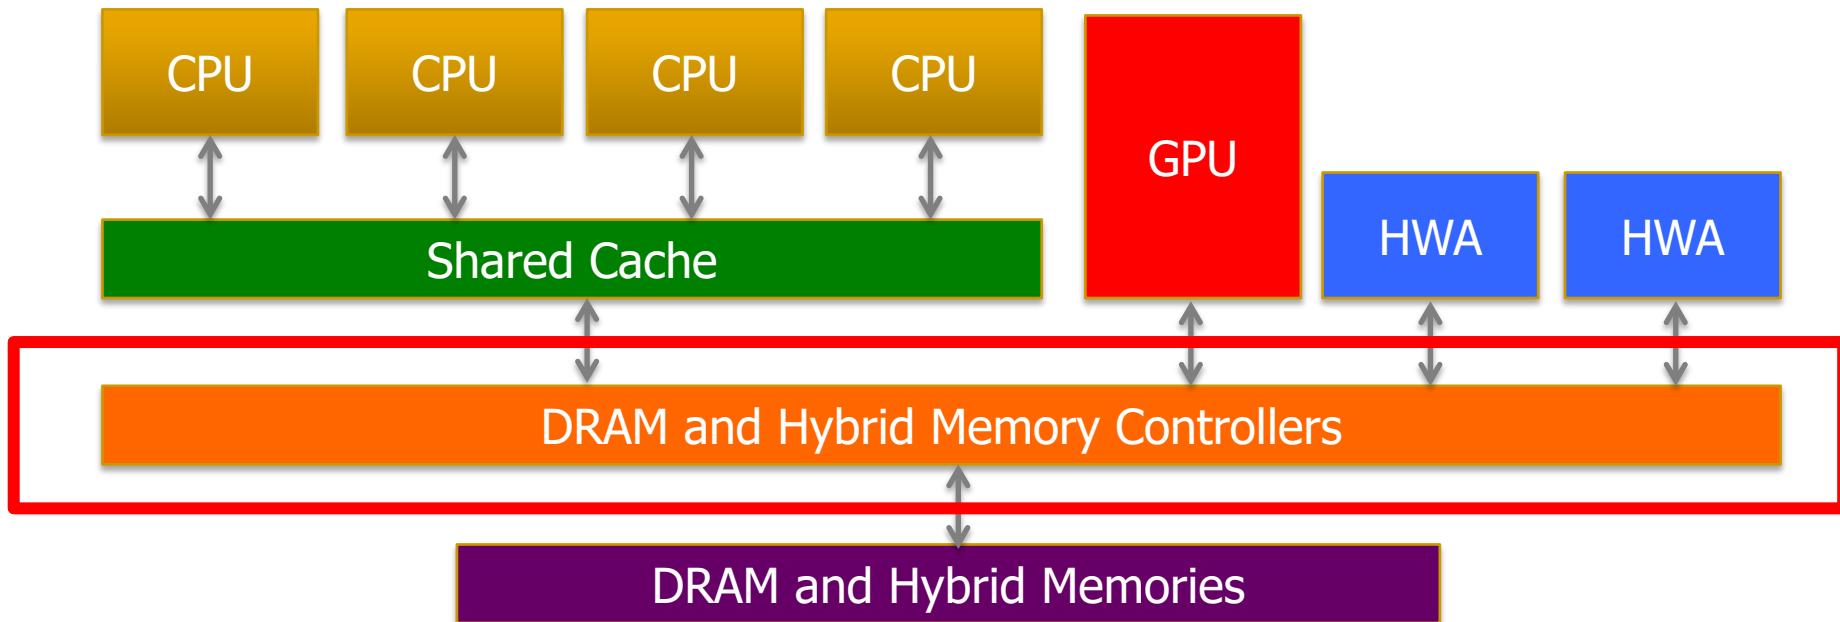 CPU
CPU
CPU
CPU
GPU
HWA
HWA
Shared Cache
DRAM and Hybrid Memory Controllers
DRAM and Hybrid Memories